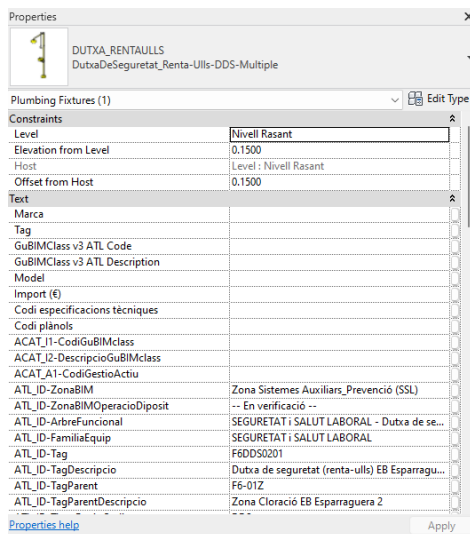 Properties
DUTXA_RENTAULLS
DutxaDeSeguretat_Renta-Ulls-DDS-Multiple
Plumbing Fixtures (1) Edit Type
Constraints
Level Nivell Rasant
Elevation from Level 0.1500
Host Level : Nivell Rasant
Offset from Host 0.1500
Text
Marca
Tag
GuBIMClass v3 ATL Code
GuBIMClass v3 ATL Description
Model
Import (€)
Codi especificacions tècniques
Codi plànols
ACAT_I1-CodiGuBIMclass
ACAT_I2-DescripcioGuBIMclass
ACAT_A1-CodiGestioActiu
ATL_ID-ZonaBIM Zona Sistemes Auxiliars_Prevenció (SSL)
ATL_ID-ZonaBIMOperacioDiposit -- En verificació --
ATL_ID-ArbreFuncional SEGURETAT i SALUT LABORAL - Dutxa de se...
ATL_ID-FamiliaEquip SEGURETAT i SALUT LABORAL
ATL_ID-Tag F6DDS0201
ATL_ID-TagDescripcio Dutxa de seguretat (renta-ulls) EB Esparragu...
ATL_ID-TagParent F6-01Z
ATL_ID-TagParentDescripcio Zona Cloració EB Esparraguera 2
Properties help Apply